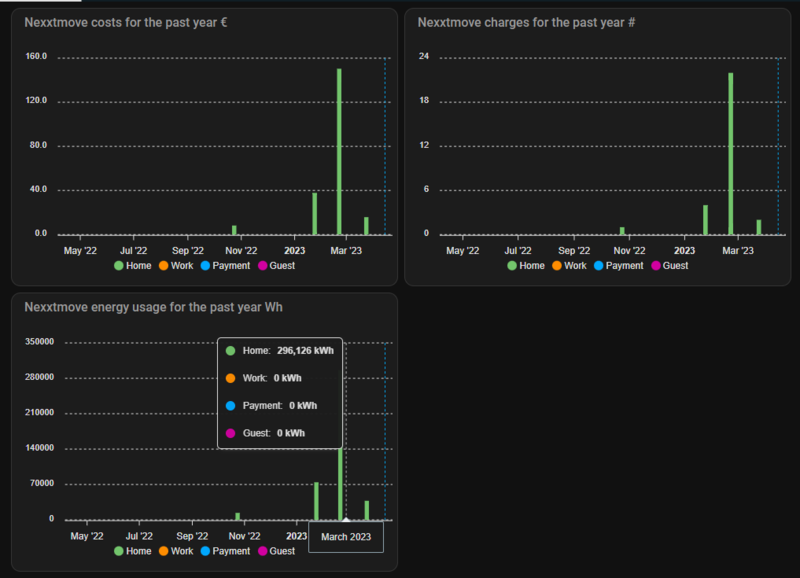 Nexxtmove costs for the past year €
160.0
120.0
80.0
40.0
0.0
May '22 Jul '22 Sep '22 Nov '22 2023 Mar '23
Home Work Payment Guest
Nexxtmove charges for the past year #
24
18
12
6
0
May '22 Jul '22 Sep '22 Nov '22 2023 Mar '23
Home Work Payment Guest
Nexxtmove energy usage for the past year Wh
350000
280000
210000
140000
70000
0
Home: 296,126 kWh
Work: 0 kWh
Payment: 0 kWh
Guest: 0 kWh
May '22 Jul '22 Sep '22 Nov '22 2023 March 2023
Home Work Payment Guest